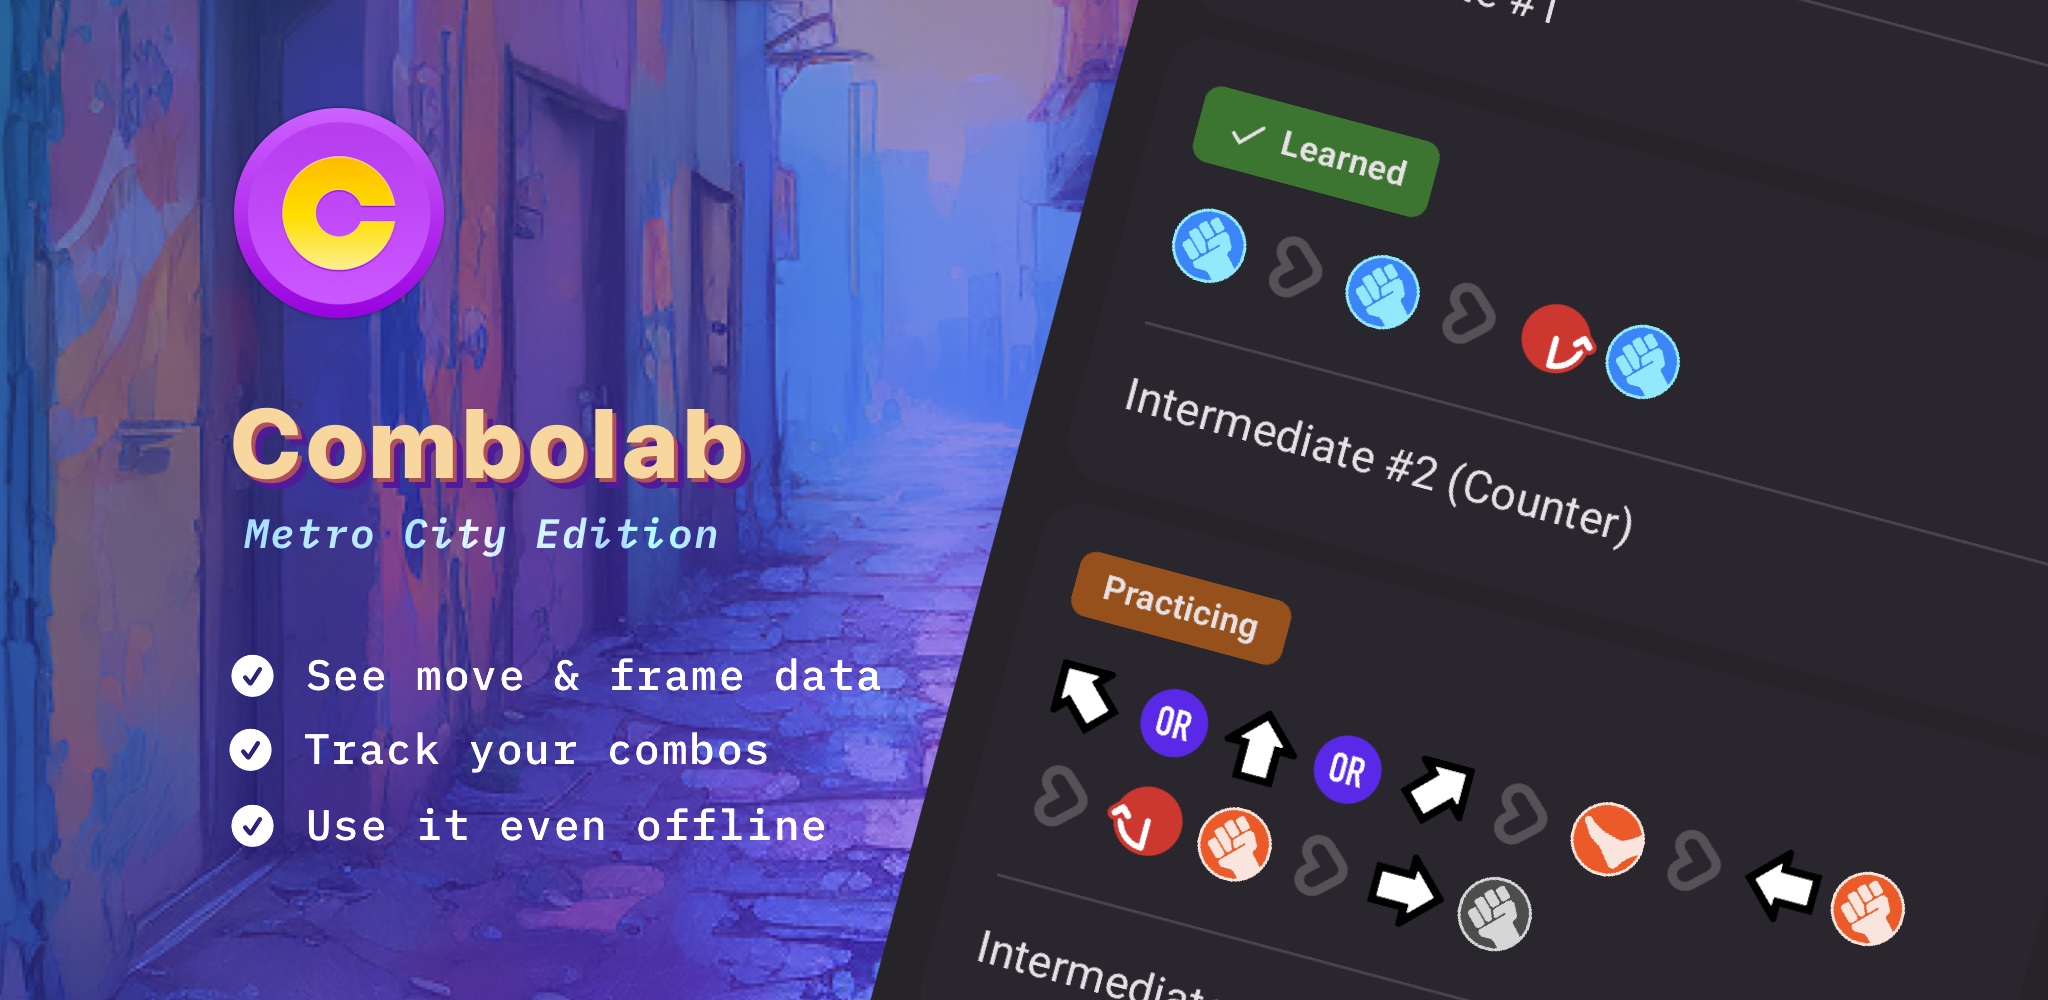 Combolab
Metro City Edition
See move & frame data
Track your combos
Use it even offline
#1
Learned
Intermediate #2 (Counter)
Practicing
OR
OR